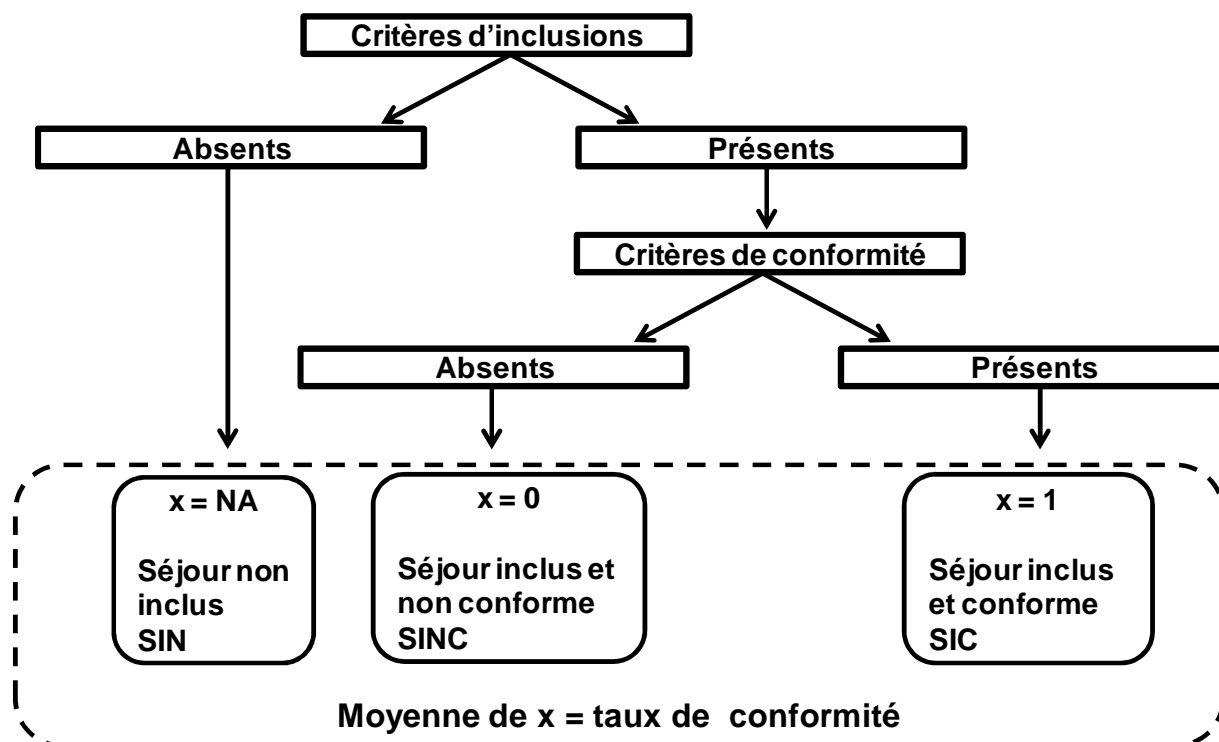 Critères d’inclusions
Absents
Présents
Critères de conformité
Absents
Présents
x = NA
Séjour non
inclus
SIN
x = 0
Séjour inclus et
non conforme
SINC
x = 1
Séjour inclus
et conforme
SIC
Moyenne de x = taux de conformité